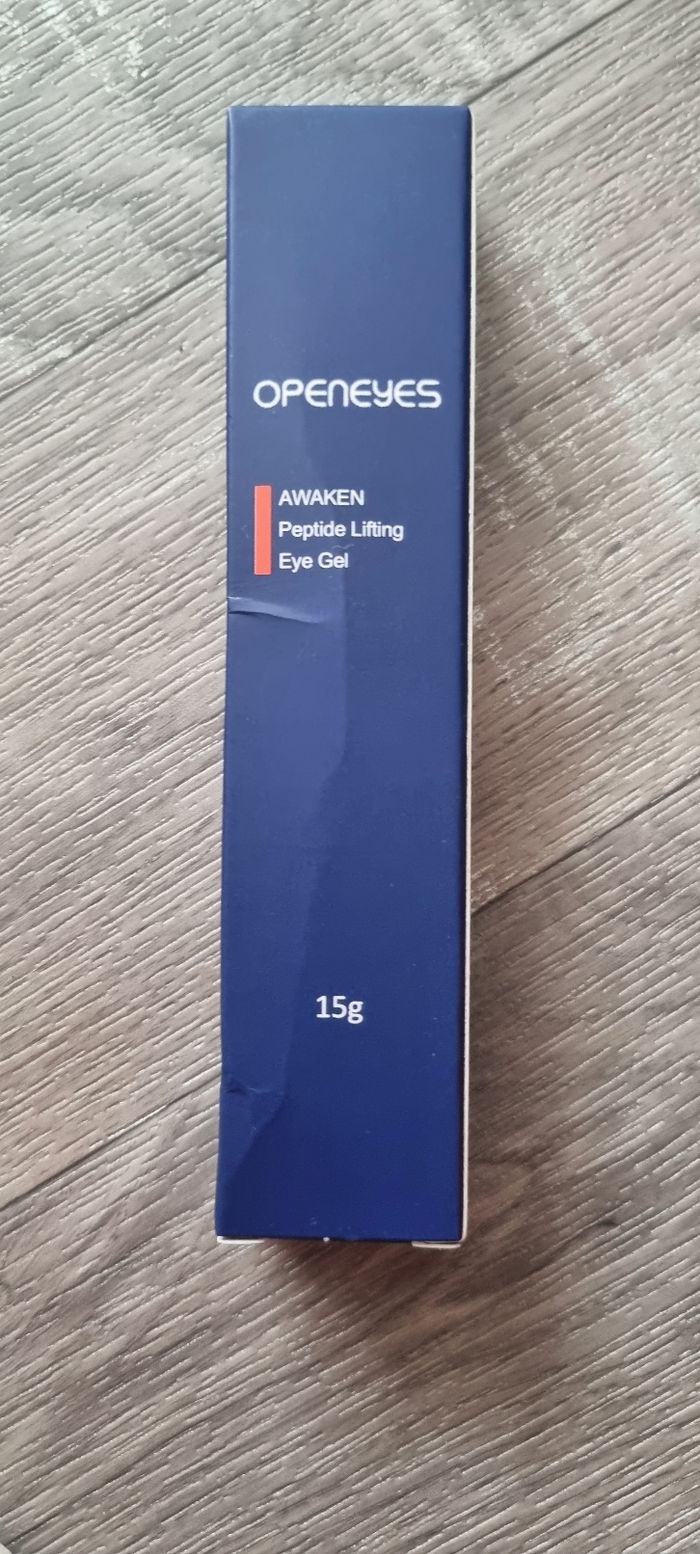 OPENEYES
AWAKEN
Peptide Lifting
Eye Gel
15g